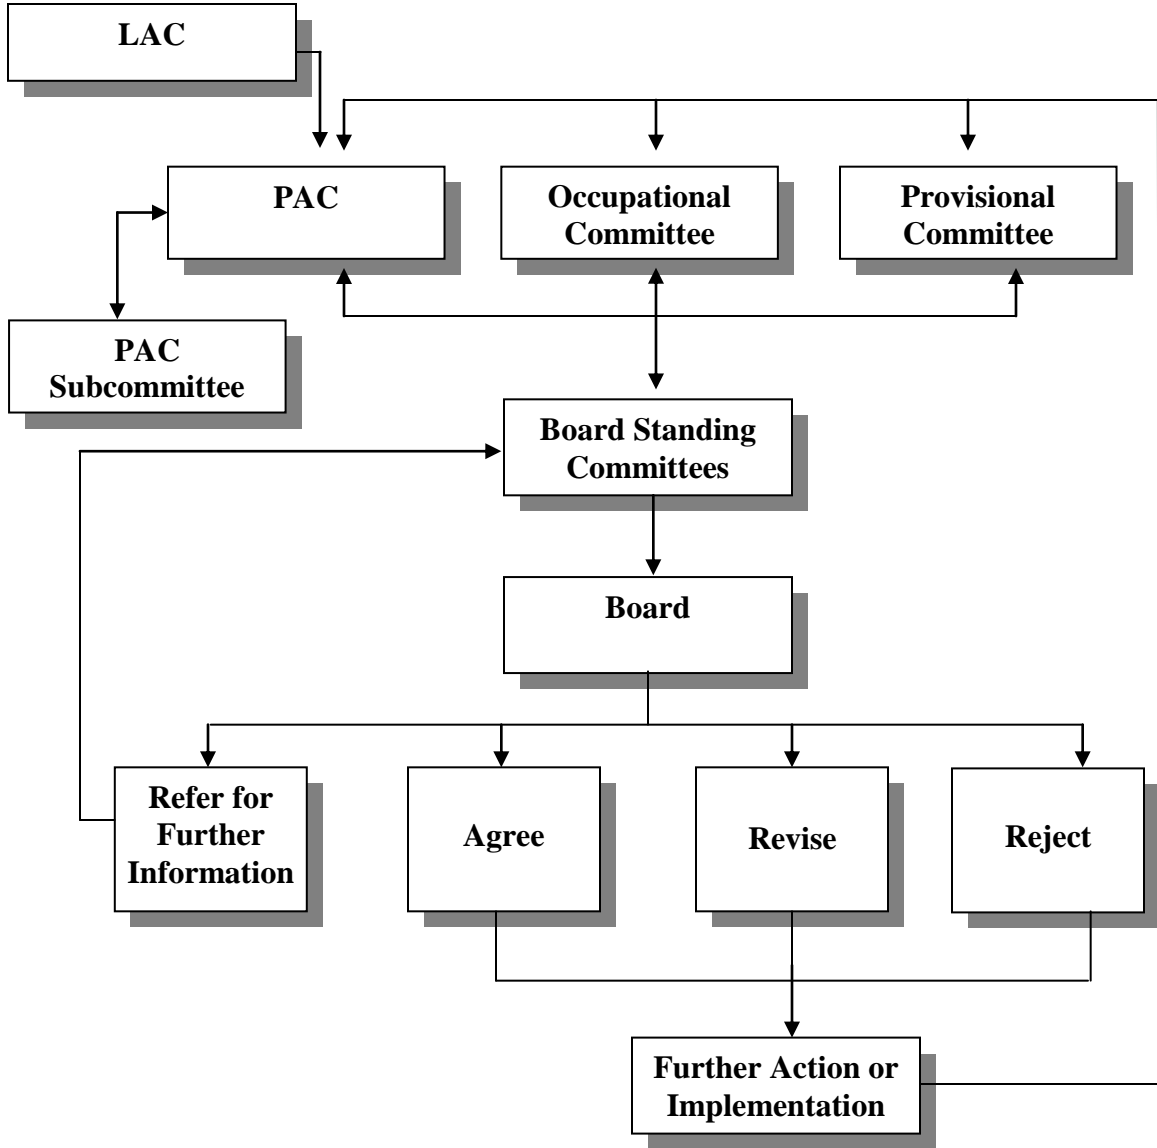 LAC
PAC
Occupational
Committee
Provisional
Committee
PAC
Subcommittee
Board Standing
Committees
Board
Refer for
Further
Information
Agree
Revise
Reject
Further Action or
Implementation